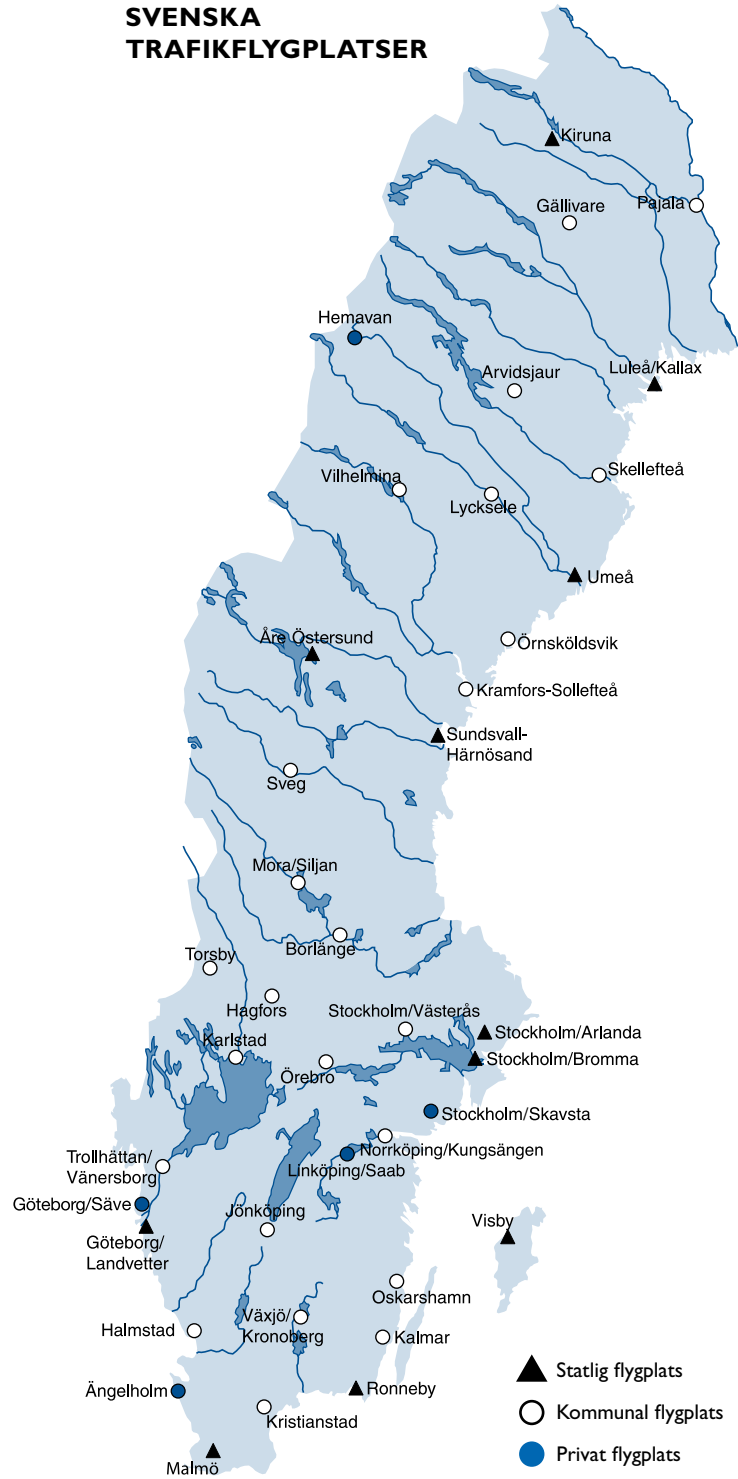 SVENSKA
TRAFIKFLYGPLATSER
Kiruna
Pajala
Gällivare
Hemavan
Luleå/Kallax
Arvidsjaur
Skellefteå
Vilhelmina
Lycksele
Umeå
Åre Östersund
Örnsköldsvik
Kramfors-Sollefteå
Sundsvall-
Härnösand
Sveg
Mora/Siljan
Borlänge
Torsby
Hagfors
Stockholm/Västerås
Stockholm/Arlanda
Karlstad
Stockholm/Bromma
Örebro
Stockholm/Skavsta
Norrköping/Kungsängen
Trollhättan/
Vänersborg
Linköping/Saab
Göteborg/Säve
Jönköping
Visby
Göteborg/
Landvetter
Oskarshamn
Växjö/
Kronoberg
Halmstad
Kalmar
Ängelholm
Ronneby
Kristianstad
Malmö
Statlig flygplats
Kommunal flygplats
Privat flygplats